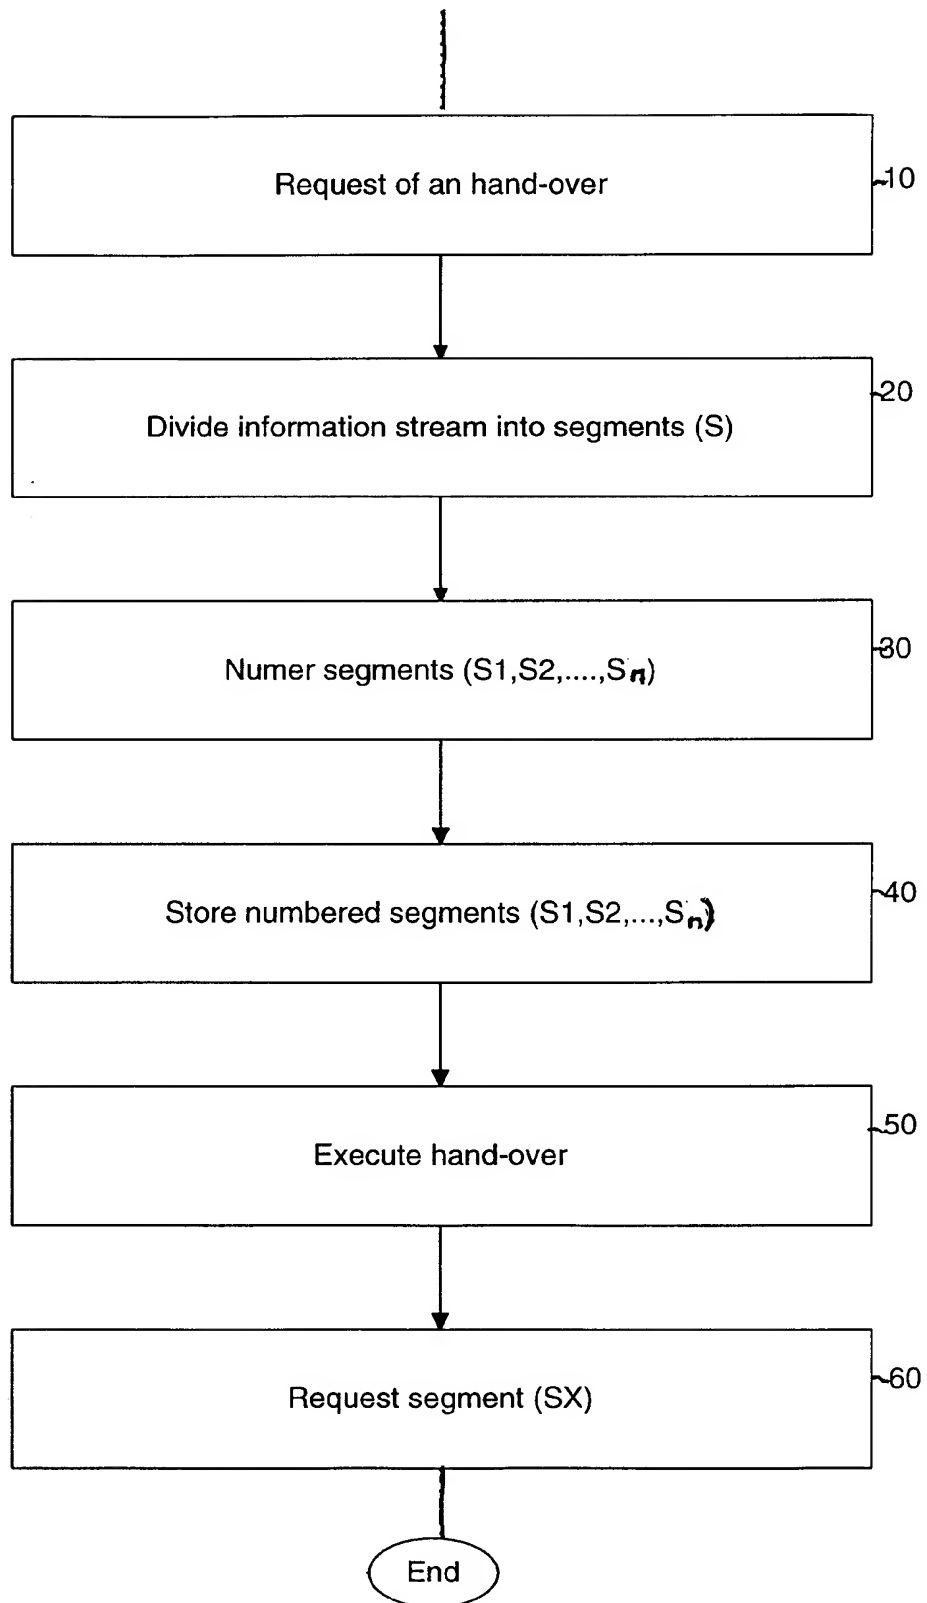 Request of an hand-over
10
Divide information stream into segments (S)
20
Numer segments (S1,S2,....,Sn)
30
Store numbered segments (S1,S2,...,Sn)
40
Execute hand-over
50
Request segment (SX)
60
End